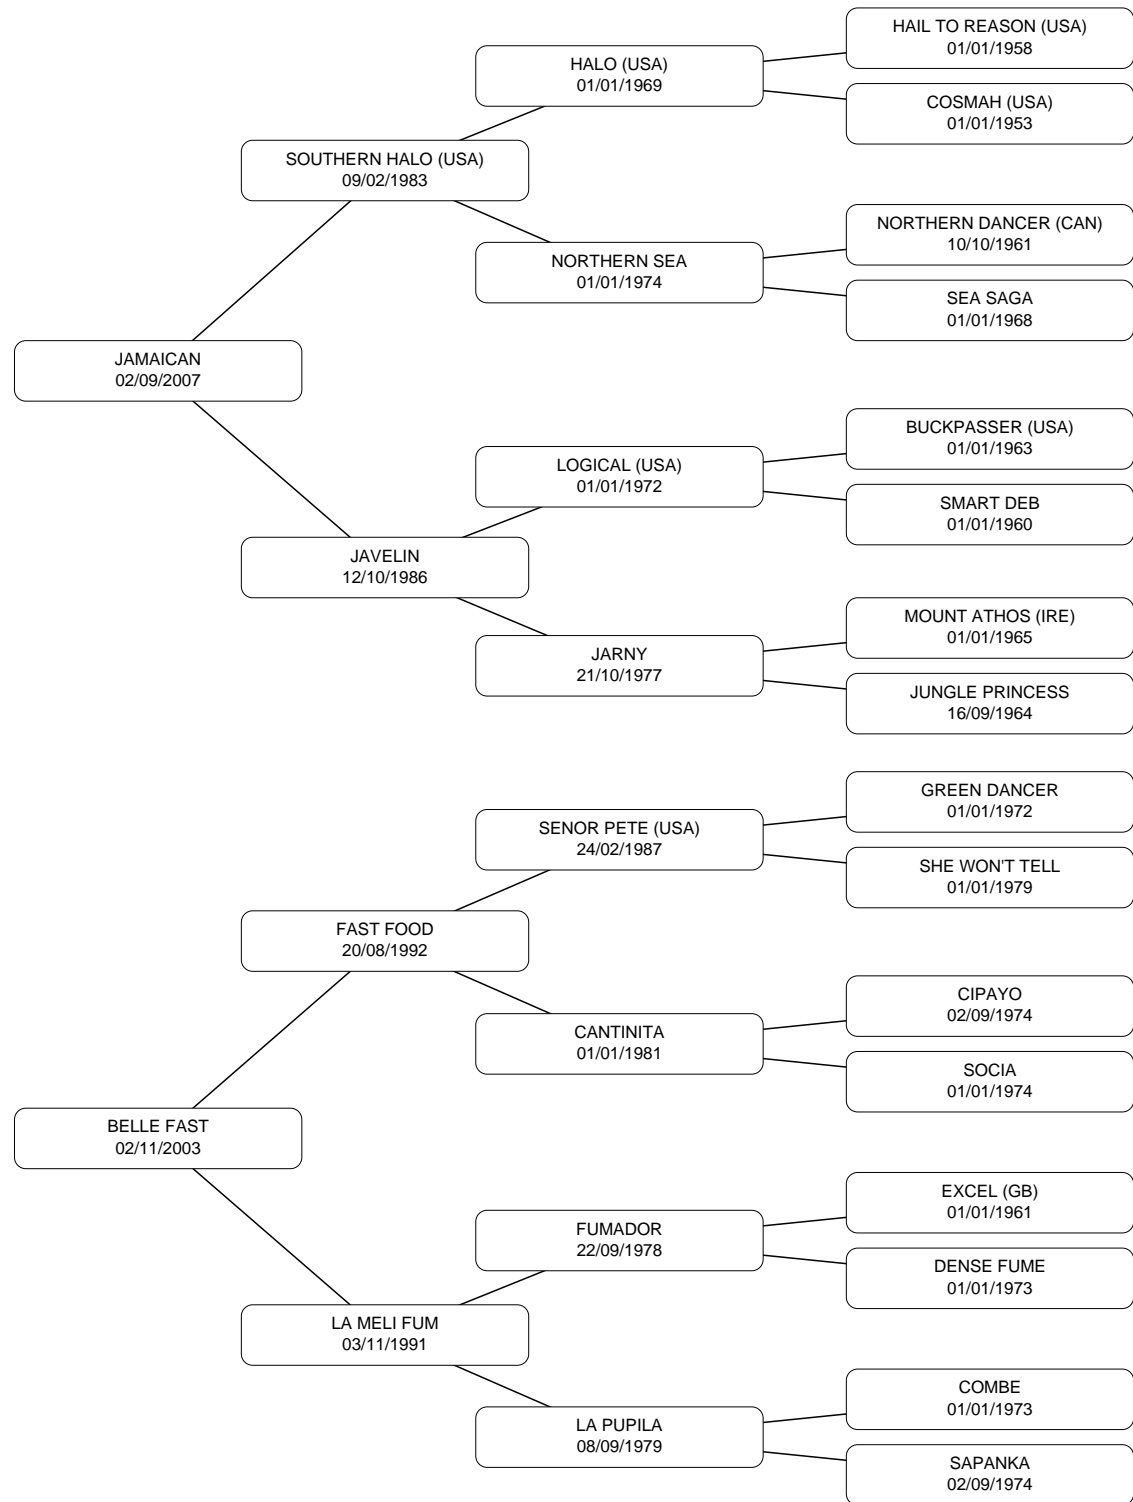 HAIL TO REASON (USA)
01/01/1958
HALO (USA)
01/01/1969
COSMAH (USA)
01/01/1953
SOUTHERN HALO (USA)
09/02/1983
NORTHERN DANCER (CAN)
10/10/1961
NORTHERN SEA
01/01/1974
SEA SAGA
01/01/1968
JAMAICAN
02/09/2007
BUCKPASSER (USA)
01/01/1963
LOGICAL (USA)
01/01/1972
SMART DEB
01/01/1960
JAVELIN
12/10/1986
MOUNT ATHOS (IRE)
01/01/1965
JARNY
21/10/1977
JUNGLE PRINCESS
16/09/1964
GREEN DANCER
01/01/1972
SENOR PETE (USA)
24/02/1987
SHE WON'T TELL
01/01/1979
FAST FOOD
20/08/1992
CIPAYO
02/09/1974
CANTINITA
01/01/1981
SOCIA
01/01/1974
BELLE FAST
02/11/2003
EXCEL (GB)
01/01/1961
FUMADOR
22/09/1978
DENSE FUME
01/01/1973
LA MELI FUM
03/11/1991
COMBE
01/01/1973
LA PUPILA
08/09/1979
SAPANKA
02/09/1974